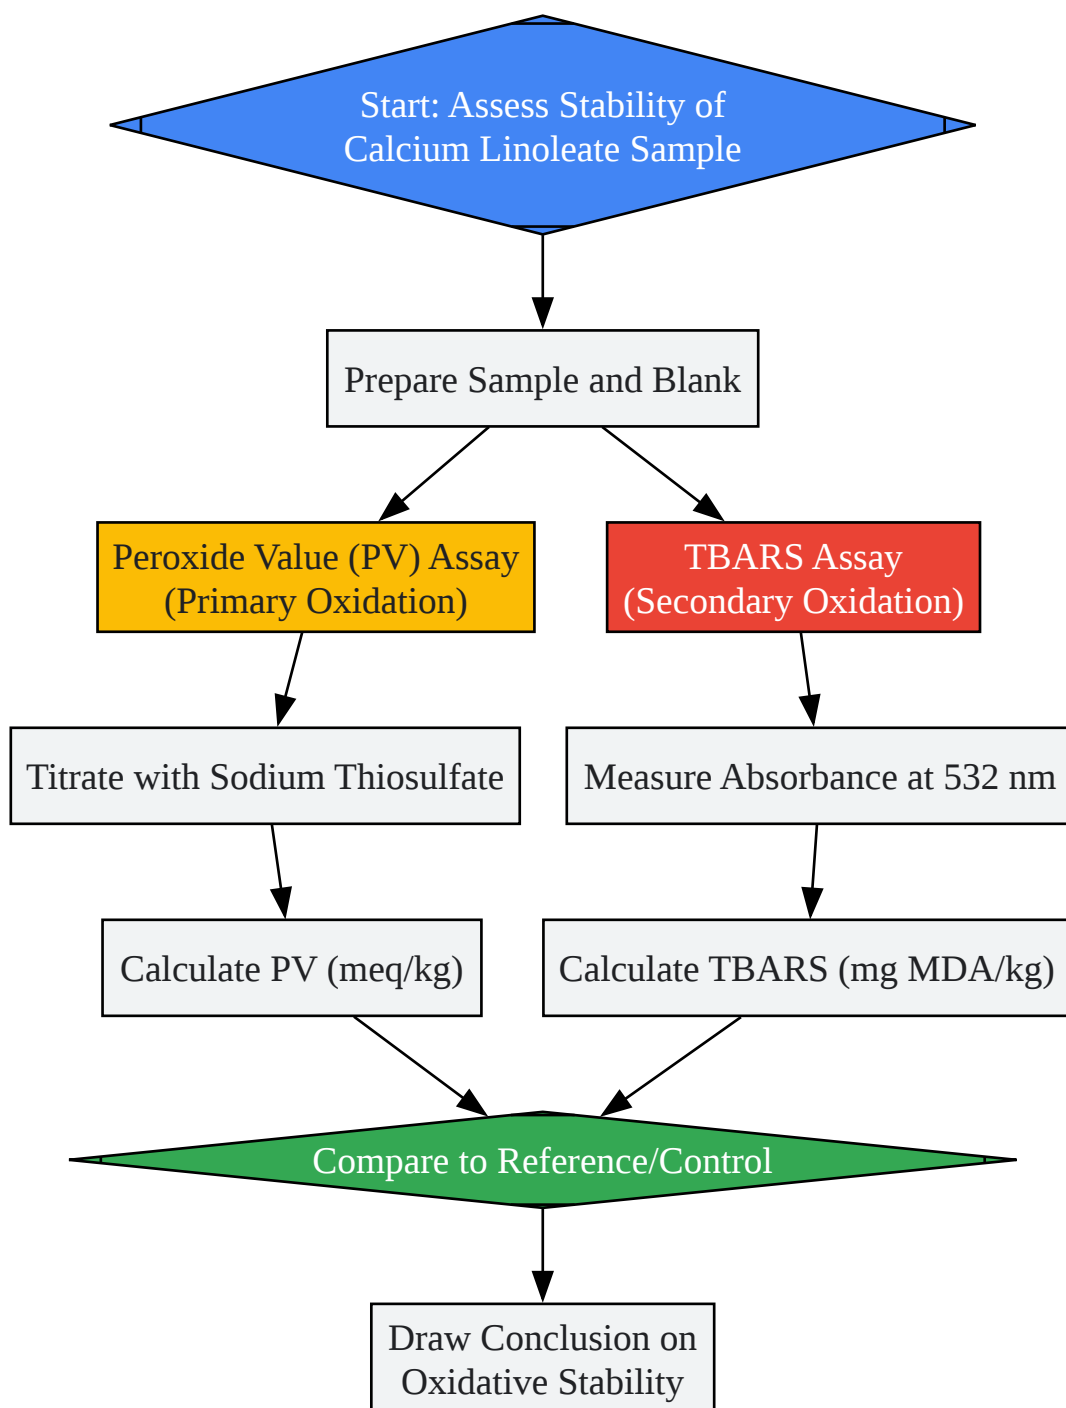 Start: Assess Stability of
Calcium Linoleate Sample
Prepare Sample and Blank
Peroxide Value (PV) Assay
(Primary Oxidation)
TBARS Assay
(Secondary Oxidation)
Titrate with Sodium Thiosulfate
Measure Absorbance at 532 nm
Calculate PV (meq/kg)
Calculate TBARS (mg MDA/kg)
Compare to Reference/Control
Draw Conclusion on
Oxidative Stability